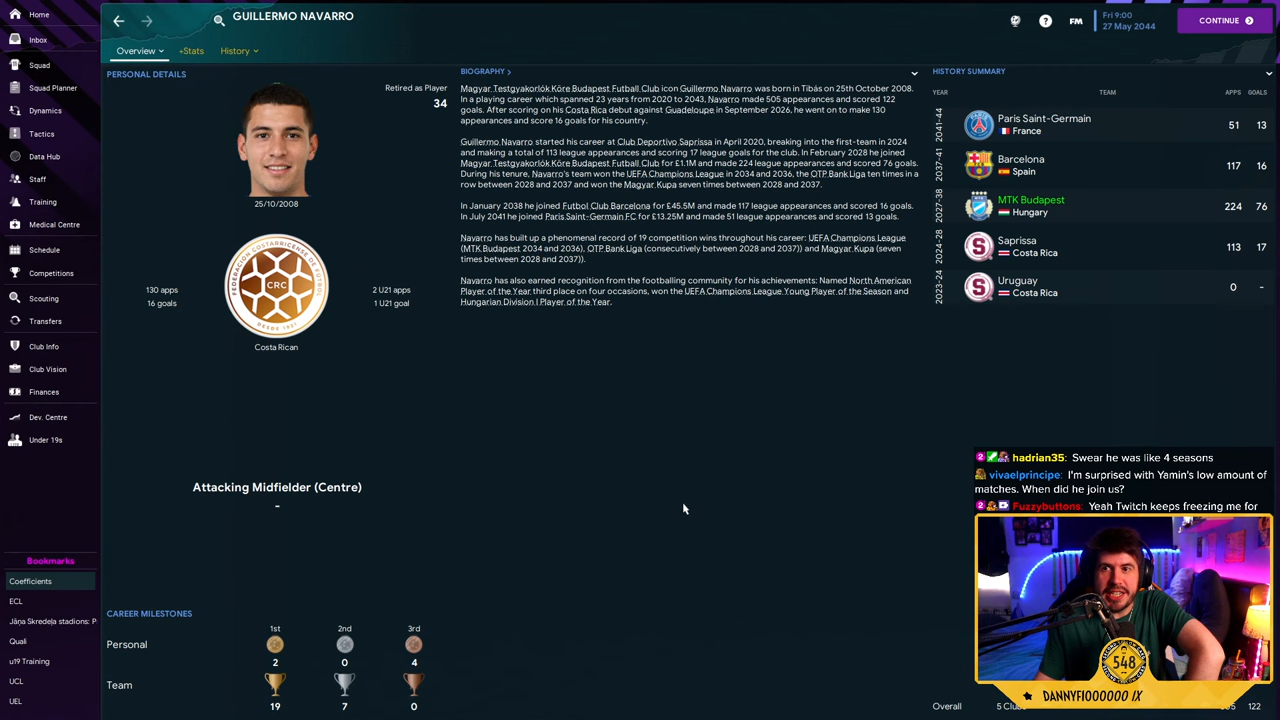 Home
Inbox
Squad
Squad Planner
Dynamics
Tactics
Data Hub
Staff
Training
Medical Centre
Schedule
Competitions
Scouting
Transfers
Club Info
Club Vision
Finances
Dev. Centre
Under 19s
Bookmarks
Coefficients
ECL
Jāņa Skredeļa stadions: P
Quali
u19 Training
UCL
UEL
GUILLERMO NAVARRO
Fri 9:00
27 May 2044
CONTINUE
FM
Overview
+Stats
History
PERSONAL DETAILS
Retired as Player
34
25/10/2008
130 apps
16 goals
FEDERACION COSTARRICENSE DE FUTBOL
CRC
DESDE 1921
2 U21 apps
1 U21 goal
Costa Rican
Attacking Midfielder (Centre)
-
CAREER MILESTONES
1st 2nd 3rd
Personal
2 0 4
Team
19 7 0
BIOGRAPHY
Magyar Testgyakorlók Köre Budapest Futball Club icon Guillermo Navarro was born in Tibás on 25th October 2008.
In a playing career which spanned 23 years from 2020 to 2043, Navarro made 505 appearances and scored 122
goals. After scoring on his Costa Rica debut against Guadeloupe in September 2026, he went on to make 130
appearances and score 16 goals for his country.
Guillermo Navarro started his career at Club Deportivo Saprissa in April 2020, breaking into the first-team in 2024
and making a total of 113 league appearances and scoring 17 league goals for the club. In February 2028 he joined
Magyar Testgyakorlók Köre Budapest Futball Club for £1.1M and made 224 league appearances and scored 76 goals.
During his tenure, Navarro's team won the UEFA Champions League in 2034 and 2036, the OTP Bank Liga ten times in a
row between 2028 and 2037 and won the Magyar Kupa seven times between 2028 and 2037.
In January 2038 he joined Futbol Club Barcelona for £45.5M and made 117 league appearances and scored 16 goals.
In July 2041 he joined Paris Saint-Germain FC for £13.25M and made 51 league appearances and scored 13 goals.
Navarro has built up a phenomenal record of 19 competition wins throughout his career: UEFA Champions League
(MTK Budapest 2034 and 2036), OTP Bank Liga (consecutively between 2028 and 2037)) and Magyar Kupa (seven
times between 2028 and 2037)).
Navarro has also earned recognition from the footballing community for his achievements: Named North American
Player of the Year third place on four occasions, won the UEFA Champions League Young Player of the Season and
Hungarian Division I Player of the Year.
HISTORY SUMMARY
YEAR TEAM APPS GOALS
2041-44 Paris Saint-Germain 51 13
France
2037-41 Barcelona 117 16
Spain
2027-38 MTK Budapest 224 76
Hungary
2024-28 Saprissa 113 17
Costa Rica
2023-24 Uruguay 0 -
Costa Rica
hadrian35: Swear he was like 4 seasons
vivaelprincipe: I'm surprised with Yamin's low amount of
matches. When did he join us?
Fuzzybuttons: Yeah Twitch keeps freezing me for
548
DANNYFIOOOOOO IX
Overall 5 Clubs 122